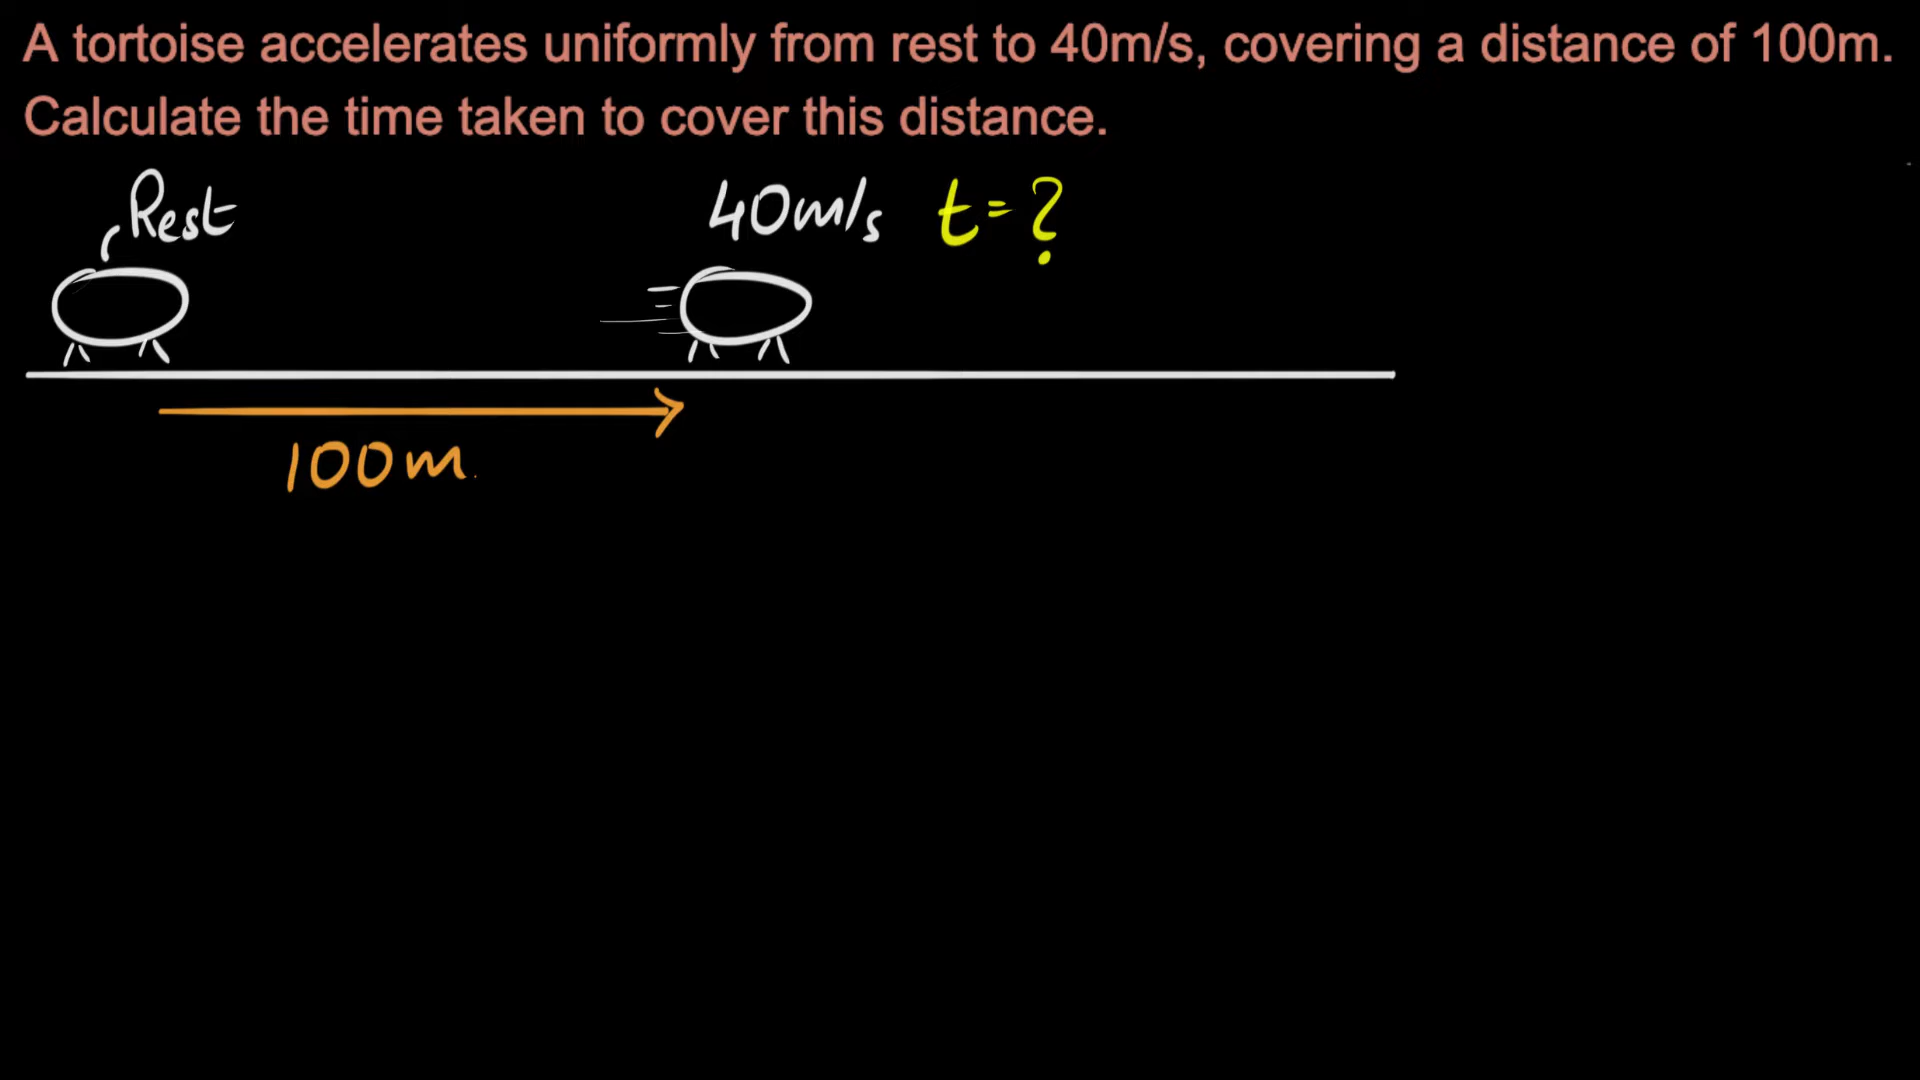 A tortoise accelerates uniformly from rest to 40m/s, covering a distance of 100m.
Calculate the time taken to cover this distance.
Rest
40m/s t=?
100m